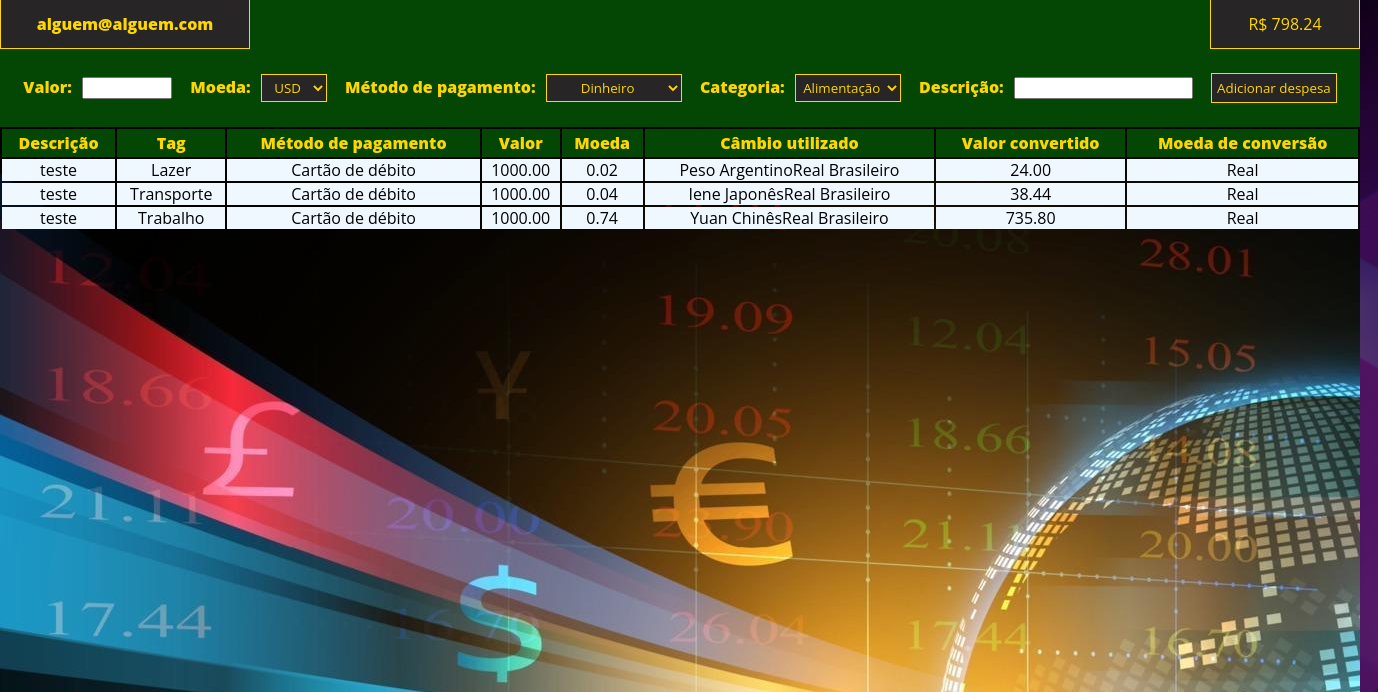 alguem@alguem.com R$ 798.24
Valor: Moeda: USD Método de pagamento: Dinheiro Categoria: Alimentação Descrição: Adicionar despesa
Descrição Tag Método de pagamento Valor Moeda Câmbio utilizado Valor convertido Moeda de conversão
teste Lazer Cartão de débito 1000.00 0.02 Peso ArgentinoReal Brasileiro 24.00 Real
teste Transporte Cartão de débito 1000.00 0.04 Iene JaponêsReal Brasileiro 38.44 Real
teste Trabalho Cartão de débito 1000.00 0.74 Yuan ChinêsReal Brasileiro 735.80 Real
20.08
12.04 28.01
19.09 12.04
15.05
18.66 ¥ 20.05 18.66
£ € 14.08
21.11 20.00 23.90 21.11 20.00
$
17.44 16.70 26.04 17.44 16.70